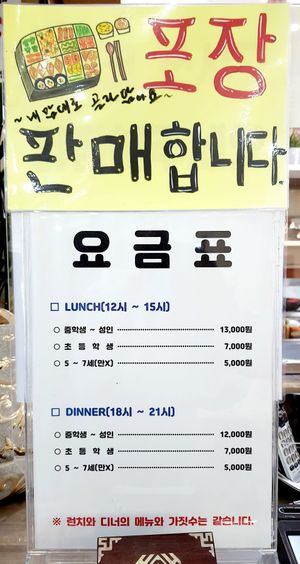 포장
~ 내 맘대로 골라 담아요~
판매합니다
요금표
□ LUNCH(12시 ~ 15시)
○ 중학생 ~ 성인 13,000원
○ 초 등 학 생 7,000원
○ 5 ~ 7세(만X) 5,000원
□ DINNER(18시 ~ 21시)
○ 중학생 ~ 성인 12,000원
○ 초 등 학 생 7,000원
○ 5 ~ 7세(만X) 5,000원
※ 런치와 디너의 메뉴와 가짓수는 같습니다.